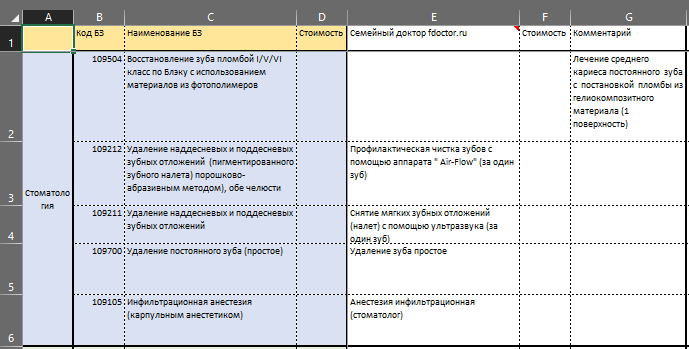 A B C D E F G
1 Код БЗ Наименование БЗ Стоимость Семейный доктор fdoctor.ru Стоимость Комментарий
109504 Восстановление зуба пломбой I/V/VI Лечение среднего
класс по Блэку с использованием кариеса постоянного зуба
материалов из фотополимеров с постановкой пломбы из
гелиокомпозитного
материала (1
2 поверхность)
109212 Удаление наддесневых и поддесневых Профилактическая чистка зубов с
зубных отложений (пигментированного помощью аппарата " Air-Flow" (за один
зубного налета) порошково- зуб)
3 Стоматоло абразивным методом), обе челюсти
гия
109211 Удаление наддесневых и поддесневых Снятие мягких зубных отложений
зубных отложений (налет) с помощью ультразвука (за
4 один зуб)
109700 Удаление постоянного зуба (простое) Удаление зуба простое
5
109105 Инфильтрационная анестезия Анестезия инфильтрационная
(карпульным анестетиком) (стоматолог)
6